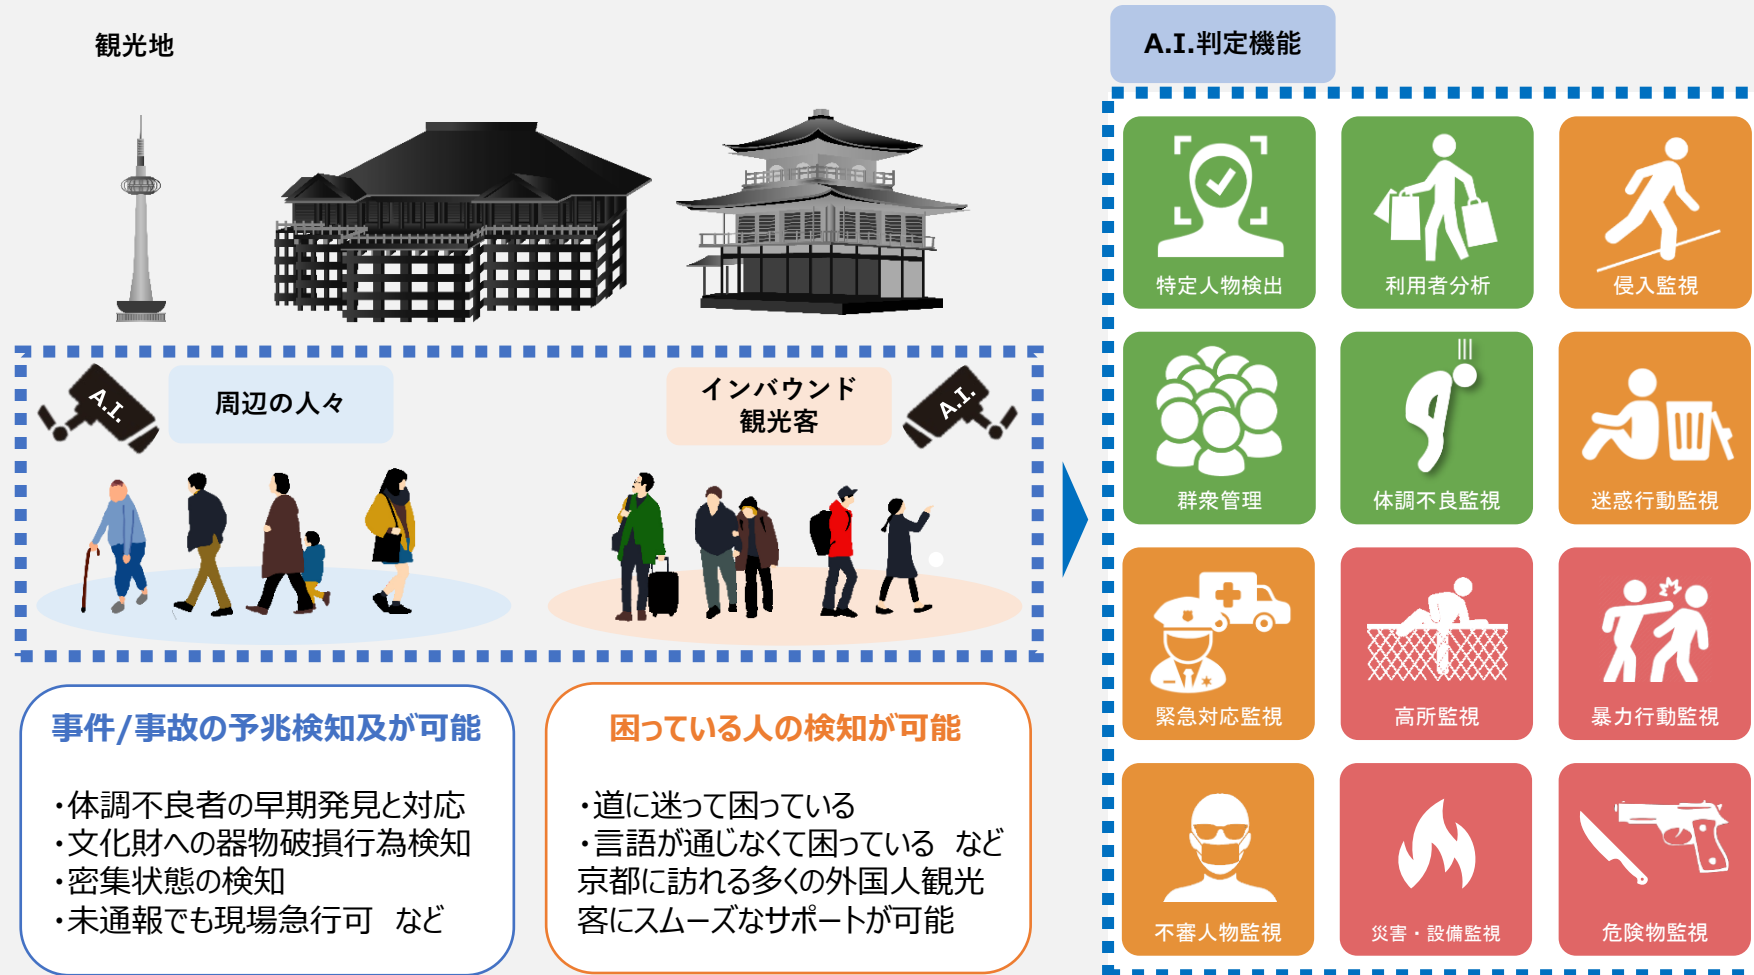 観光地
A.I.
周辺の人々
インバウンド
観光客
A.I.
事件/事故の予兆検知及が可能
・体調不良者の早期発見と対応
・文化財への器物破損行為検知
・密集状態の検知
・未通報でも現場急行可 など
困っている人の検知が可能
・道に迷って困っている
・言語が通じなくて困っている など
京都に訪れる多くの外国人観光
客にスムーズなサポートが可能
A.I.判定機能
特定人物検出
利用者分析
侵入監視
群衆管理
体調不良監視
迷惑行動監視
緊急対応監視
高所監視
暴力行動監視
不審人物監視
災害・設備監視
危険物監視